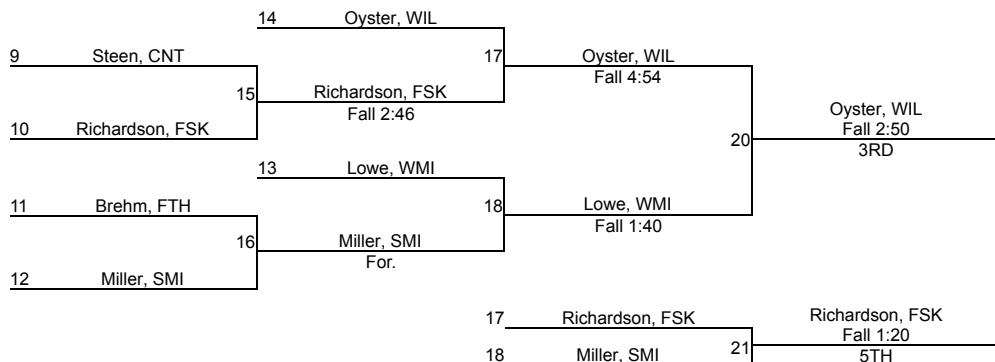 14 Oyster, WIL
9 Steen, CNT
17 Oyster, WIL
Fall 4:54
15 Richardson, FSK
Fall 2:46
10 Richardson, FSK
Oyster, WIL
Fall 2:50
20
3RD
13 Lowe, WMI
11 Brehm, FTH
18 Lowe, WMI
Fall 1:40
16 Miller, SMI
For.
12 Miller, SMI
17 Richardson, FSK
Richardson, FSK
Fall 1:20
21
5TH
18 Miller, SMI